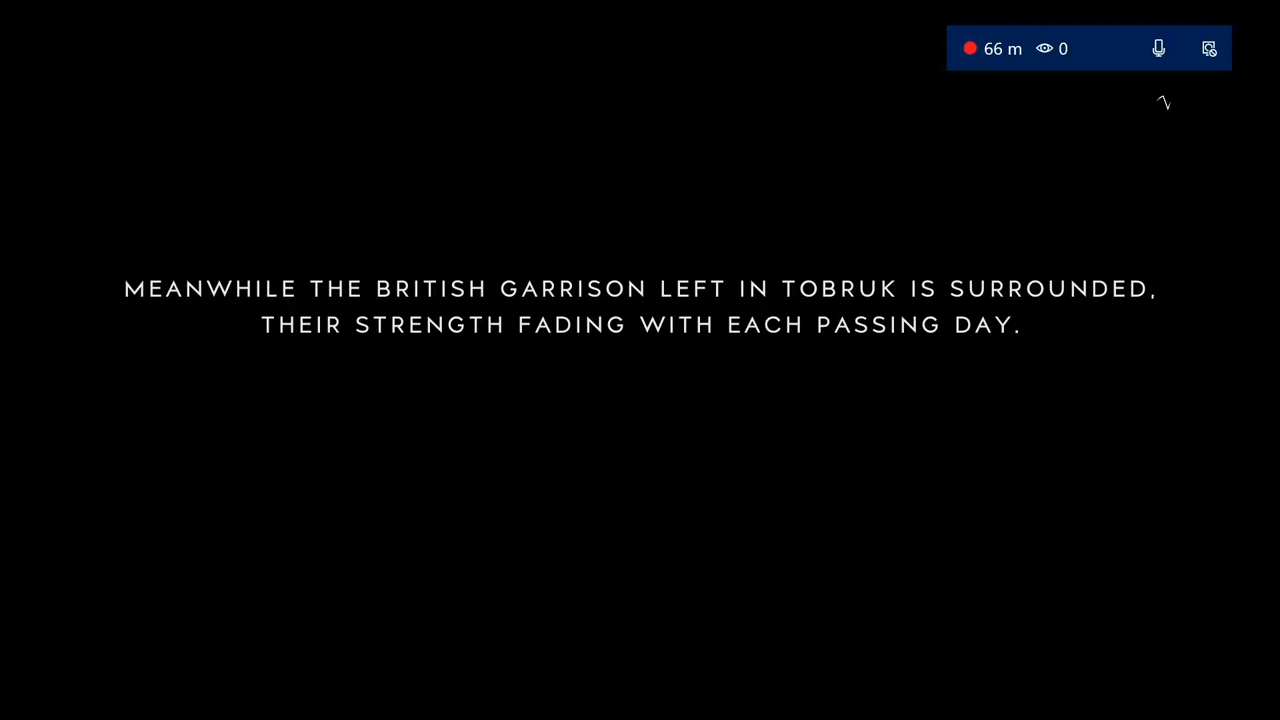 66 m 0
MEANWHILE THE BRITISH GARRISON LEFT IN TOBRUK IS SURROUNDED,
THEIR STRENGTH FADING WITH EACH PASSING DAY.